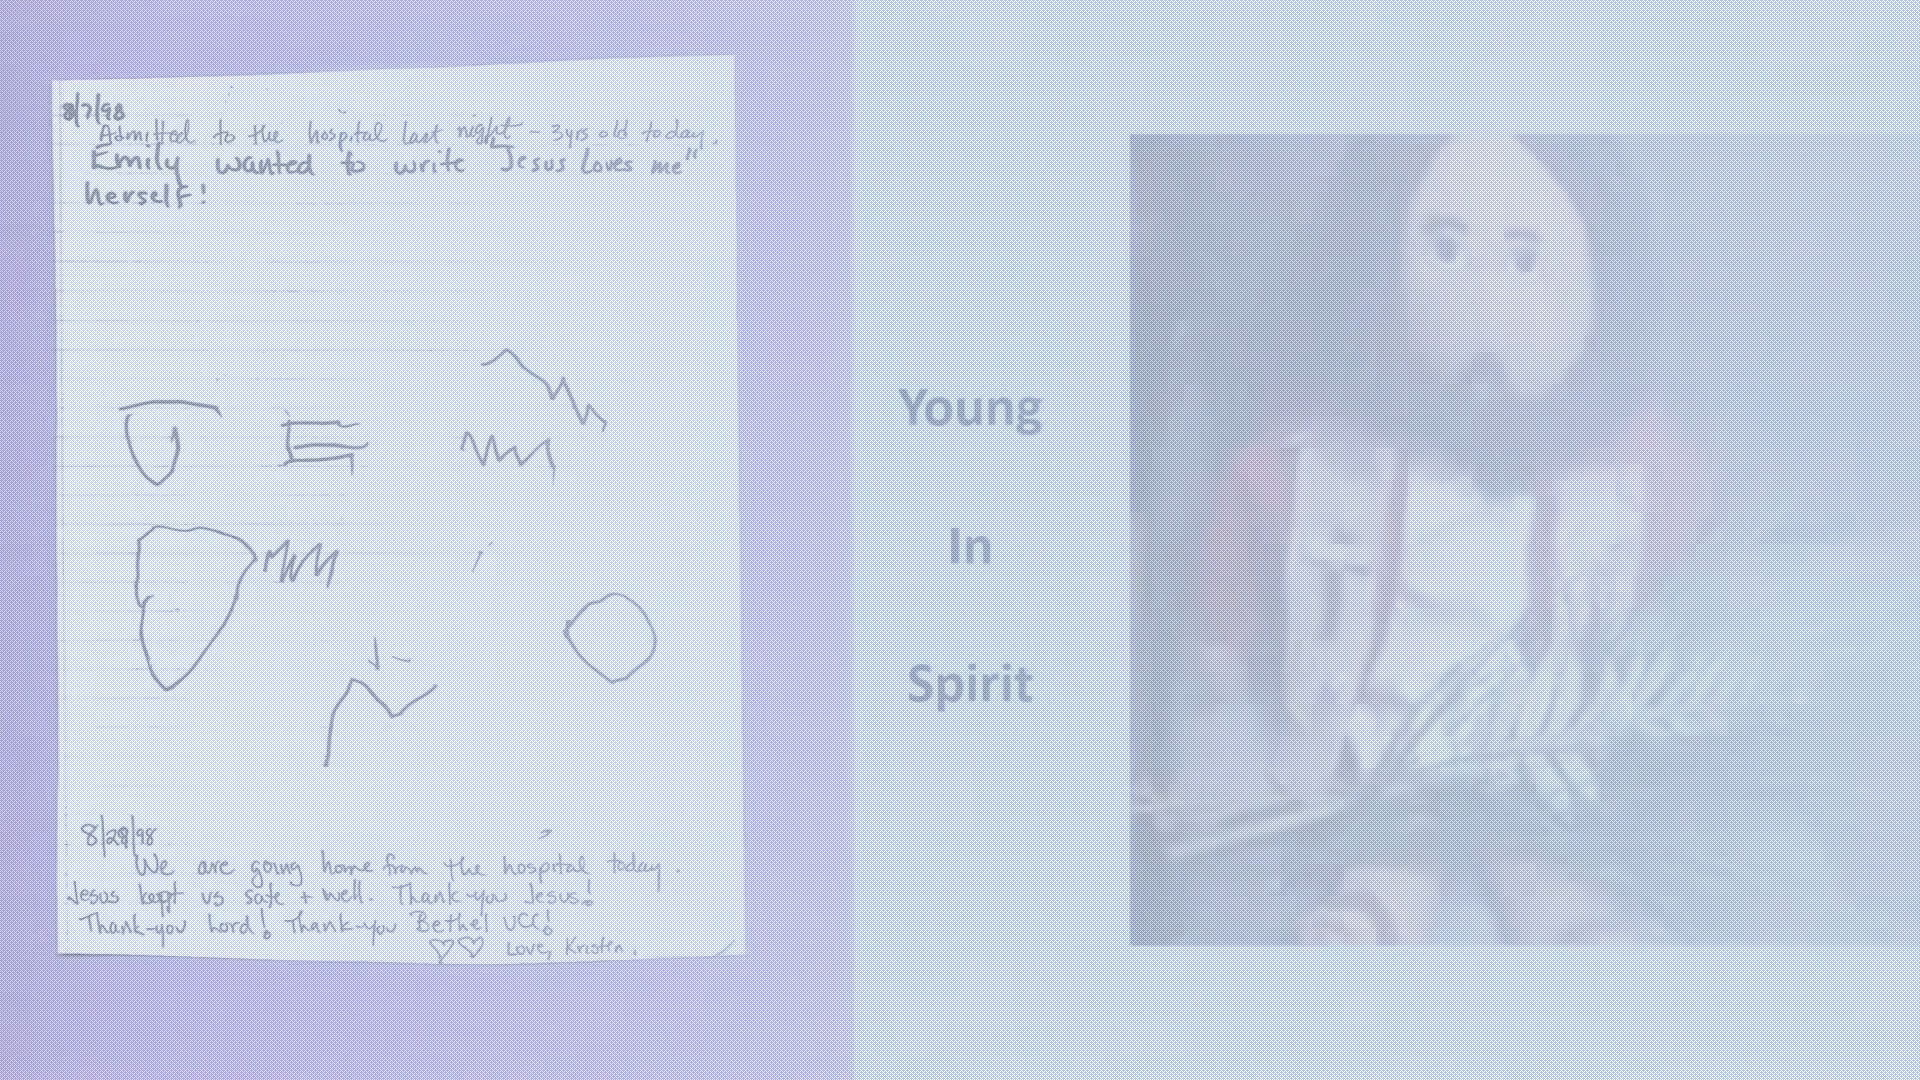 8/7/98
Admitted to the hospital last night - 3yrs old today.
Emily wanted to write "Jesus Loves me"
herself!
8/28/98
We are going home from the hospital today.
Jesus kept us safe + well. Thank-you Jesus!
Thank-you Lord! Thank-you Bethel UCC!
♡♡ Love, Kristen.
Young
In
Spirit